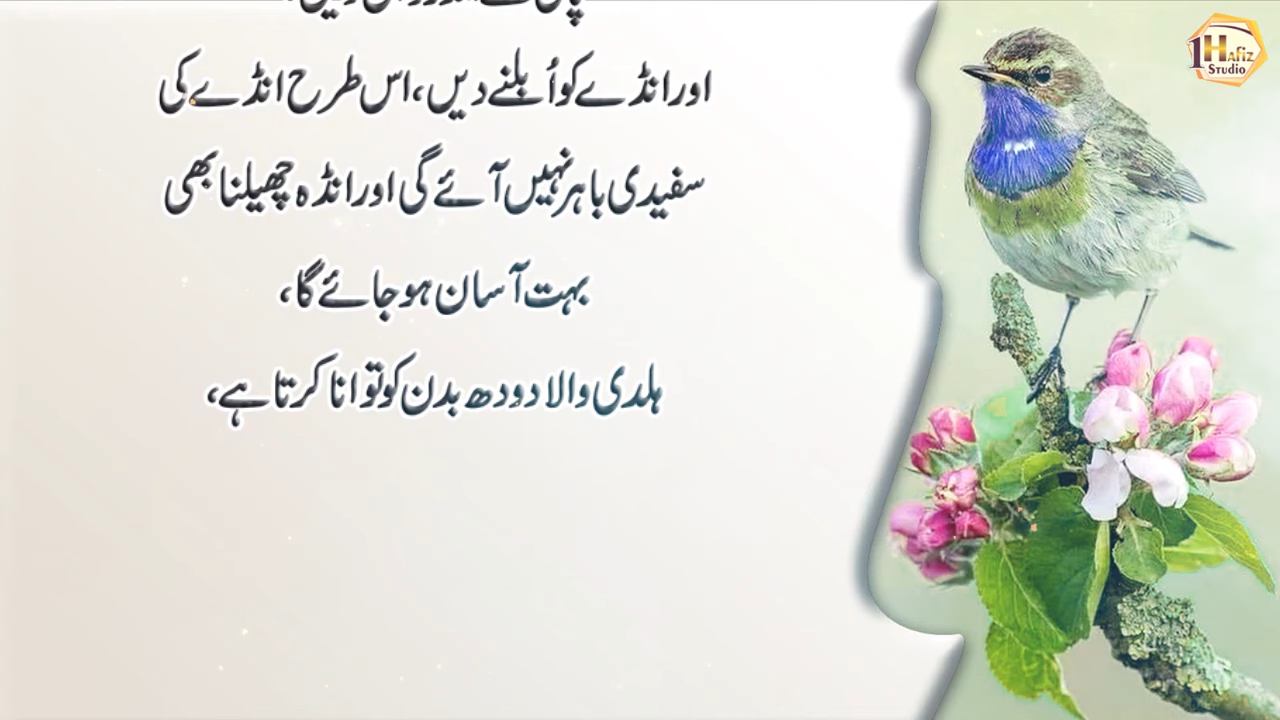 اور انڈے کو اُبلنے دیں، اس طرح انڈے کی
سفیدی باہر نہیں آئے گی اور انڈہ چھیلنا بھی
بہت آسان ہو جائے گا،
ہلدی والا دودھ بدن کو توانا کرتا ہے،
1Hafiz
Studio